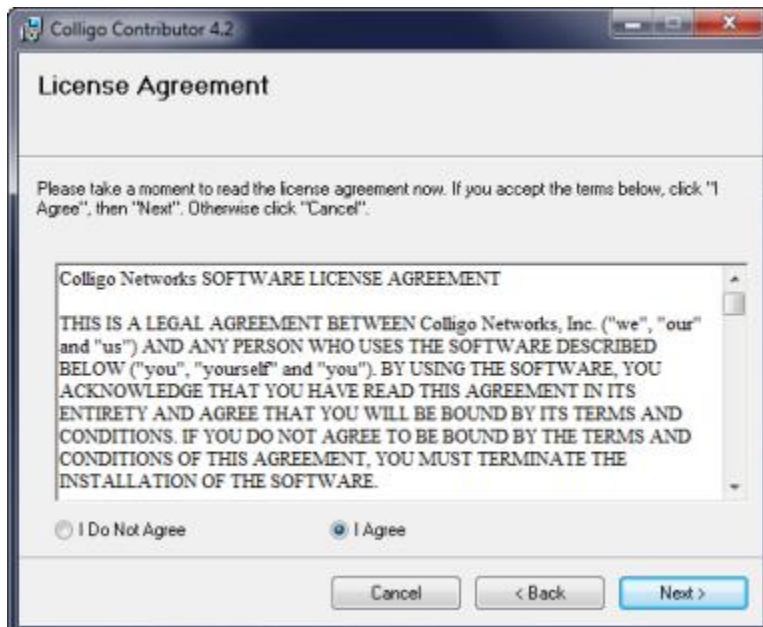 Colligo Contributor 4.2
License Agreement
Please take a moment to read the license agreement now. If you accept the terms below, click "I
Agree", then "Next". Otherwise click "Cancel".
Colligo Networks SOFTWARE LICENSE AGREEMENT
THIS IS A LEGAL AGREEMENT BETWEEN Colligo Networks, Inc. ("we", "our"
and "us") AND ANY PERSON WHO USES THE SOFTWARE DESCRIBED
BELOW ("you", "yourself" and "you"). BY USING THE SOFTWARE, YOU
ACKNOWLEDGE THAT YOU HAVE READ THIS AGREEMENT IN ITS
ENTIRETY AND AGREE THAT YOU WILL BE BOUND BY ITS TERMS AND
CONDITIONS. IF YOU DO NOT AGREE TO BE BOUND BY THE TERMS AND
CONDITIONS OF THIS AGREEMENT, YOU MUST TERMINATE THE
INSTALLATION OF THE SOFTWARE.
I Do Not Agree
I Agree
Cancel
< Back
Next >